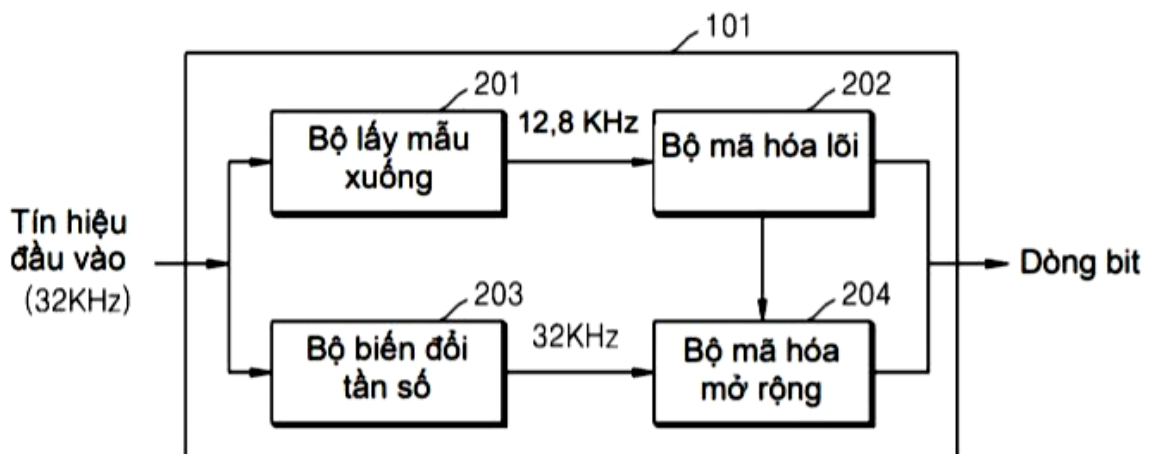 101
201
202
Bộ lấy mẫu
xuống
12,8 KHz
Bộ mã hóa lõi
Tín hiệu
đầu vào
(32KHz)
Dòng bit
203
204
Bộ biến đổi
tần số
32KHz
Bộ mã hóa
mở rộng